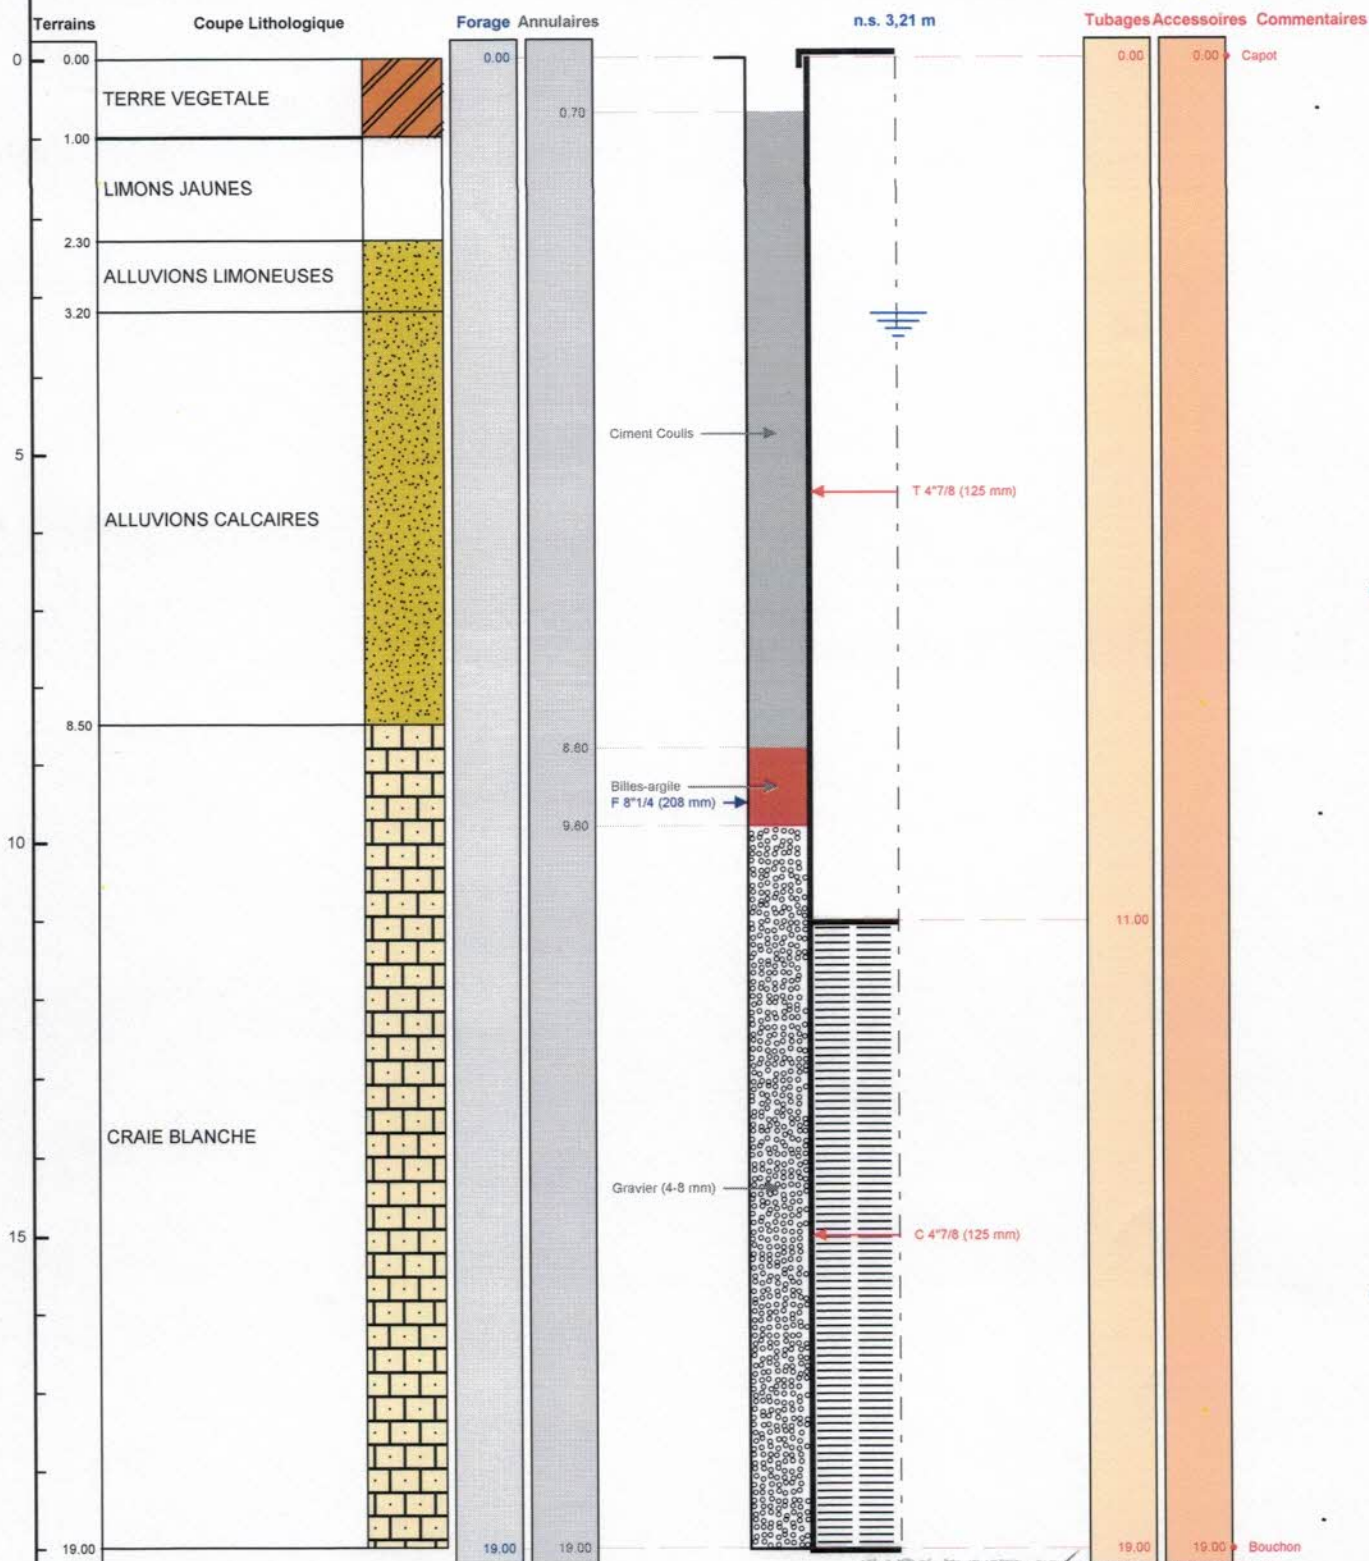 Terrains Coupe Lithologique Forage Annulaires n.s. 3,21 m Tubages Accessoires Commentaires
0 0.00 0.00 0.00 0.00 Capot
TERRE VEGETALE
0.70
1.00
LIMONS JAUNES
2.30
ALLUVIONS LIMONEUSES
3.20
Ciment Coulis
5
T 4"7/8 (125 mm)
ALLUVIONS CALCAIRES
8.50
8.80
Billes-argile
F 8"1/4 (208 mm)
9.80
10
11.00
CRAIE BLANCHE
Gravier (4-8 mm)
15 C 4"7/8 (125 mm)
19.00 19.00 19.00 19.00 19.00 Bouchon